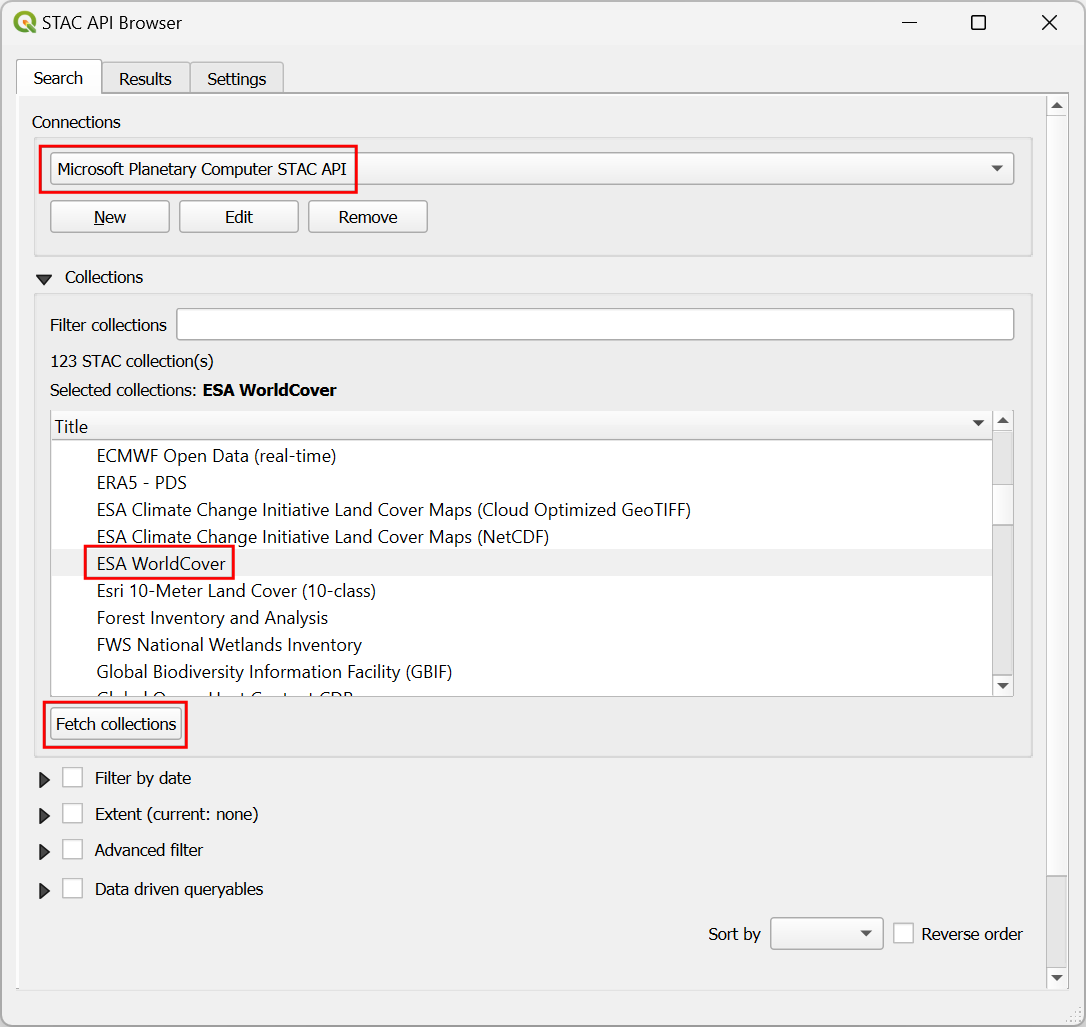 STAC API Browser
Search Results Settings
Connections
Microsoft Planetary Computer STAC API
New Edit Remove
Collections
Filter collections
123 STAC collection(s)
Selected collections: ESA WorldCover
Title
ECMWF Open Data (real-time)
ERA5 - PDS
ESA Climate Change Initiative Land Cover Maps (Cloud Optimized GeoTIFF)
ESA Climate Change Initiative Land Cover Maps (NetCDF)
ESA WorldCover
Esri 10-Meter Land Cover (10-class)
Forest Inventory and Analysis
FWS National Wetlands Inventory
Global Biodiversity Information Facility (GBIF)
Fetch collections
Filter by date
Extent (current: none)
Advanced filter
Data driven queryables
Sort by Reverse order